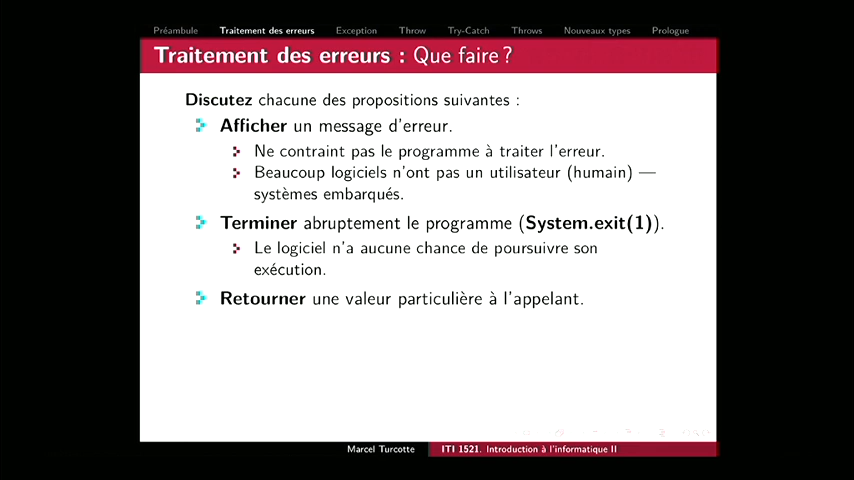 Préambule Traitement des erreurs Exception Throw Try-Catch Throws Nouveaux types Prologue
Traitement des erreurs : Que faire ?
Discutez chacune des propositions suivantes :
Afficher un message d'erreur.
Ne contraint pas le programme à traiter l'erreur.
Beaucoup logiciels n'ont pas un utilisateur (humain) —
systèmes embarqués.
Terminer abruptement le programme (System.exit(1)).
Le logiciel n'a aucune chance de poursuivre son
exécution.
Retourner une valeur particulière à l'appelant.
Marcel Turcotte ITI 1521. Introduction à l'informatique II